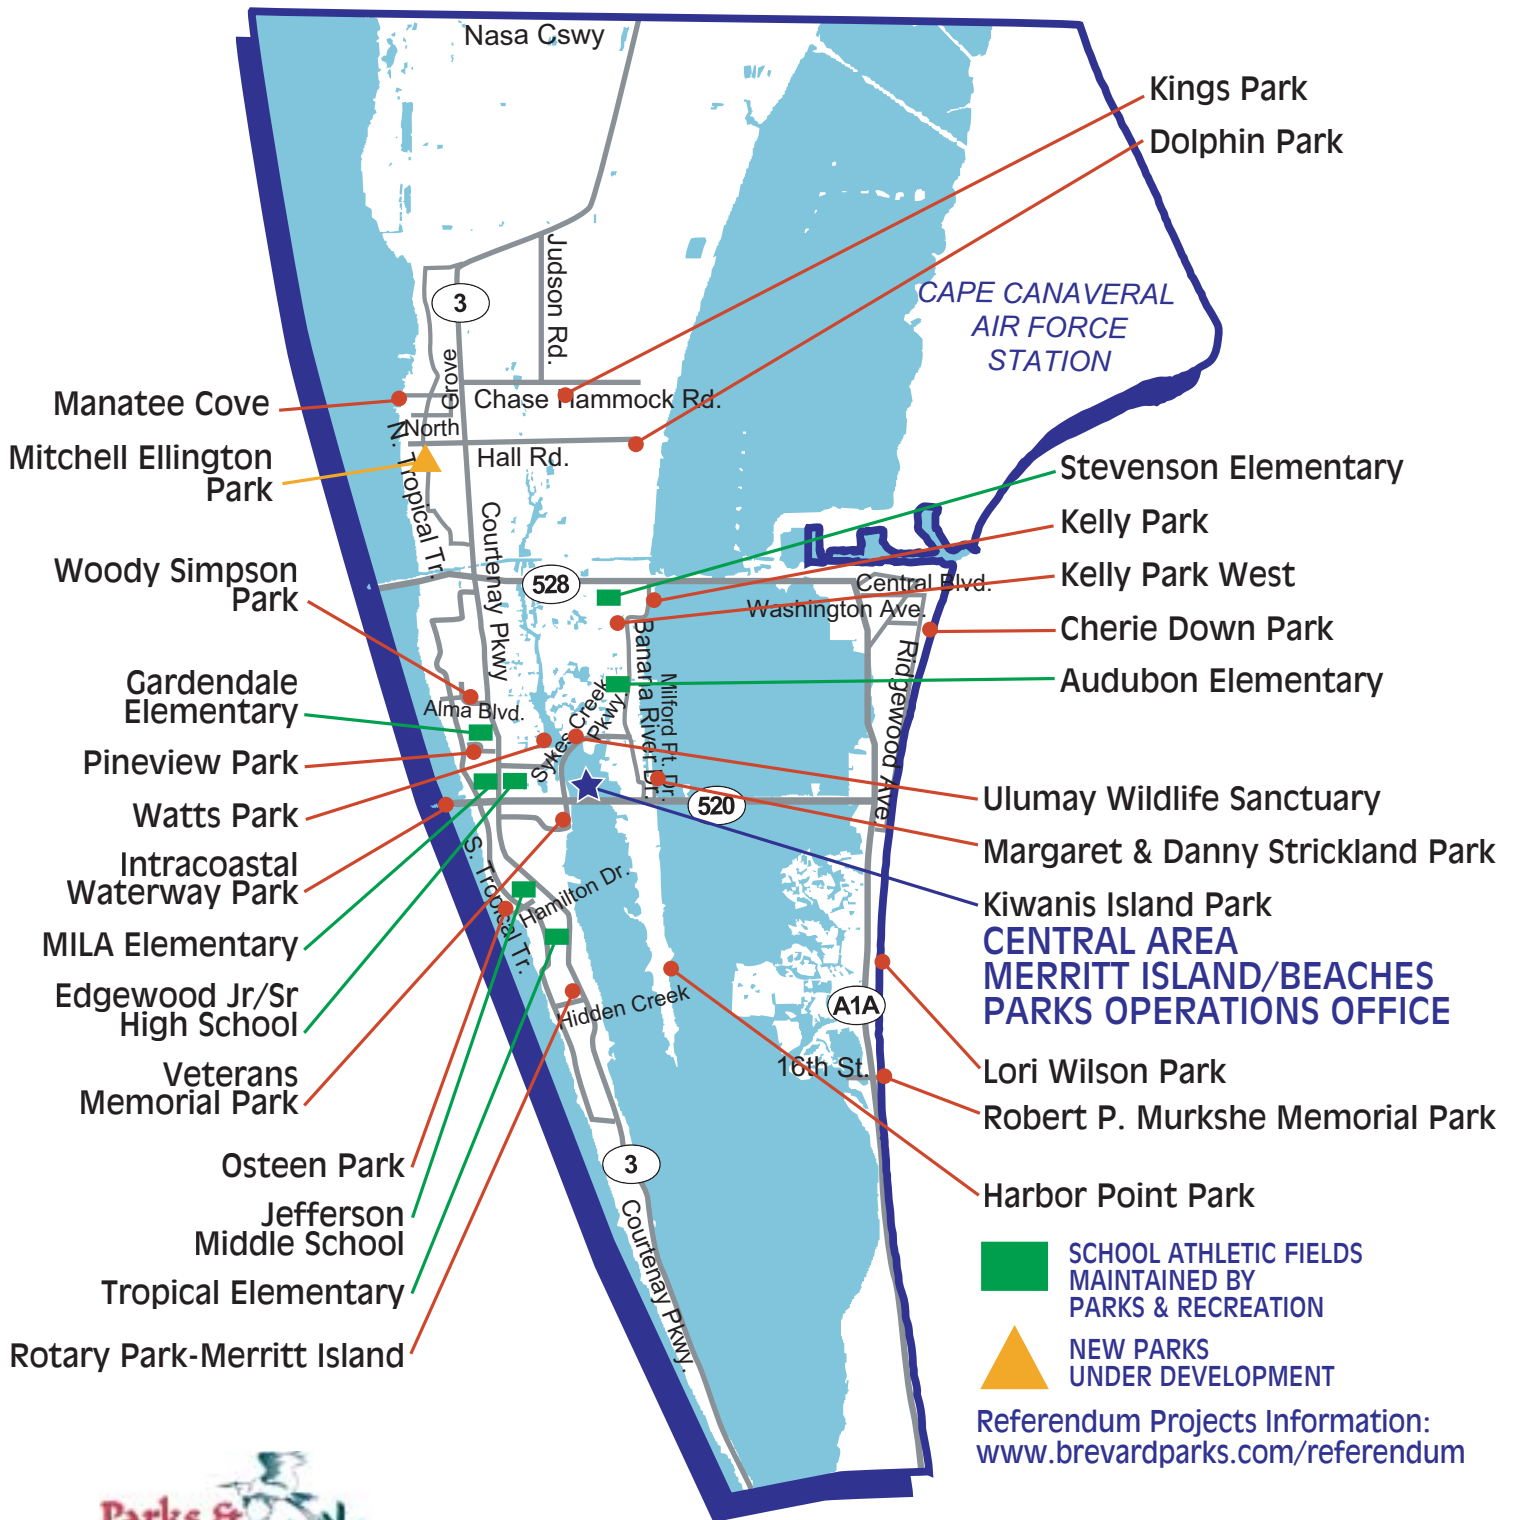 Nasa Cswy
Kings Park
Dolphin Park
Judson Rd.
CAPE CANAVERAL
AIR FORCE
STATION
3
Grove
Chase Hammock Rd.
North
Hall Rd.
N. Tropical Tr.
Courtenay Pkwy
Manatee Cove
Mitchell Ellington
Park
Woody Simpson
Park
Gardendale
Elementary
Pineview Park
Watts Park
Intracoastal
Waterway Park
MILA Elementary
Edgewood Jr/Sr
High School
Veterans
Memorial Park
Osteen Park
Jefferson
Middle School
Tropical Elementary
Rotary Park-Merritt Island
528
Central Blvd.
Washington Ave.
Ridgewood Ave.
Banana River Dr.
Milford Pt. Dr.
Sykes Creek
Pkwy.
Alma Blvd.
520
S. Tropical Tr.
Hamilton Dr.
Hidden Creek
A1A
16th St.
3
Courtenay Pkwy.
Stevenson Elementary
Kelly Park
Kelly Park West
Cherie Down Park
Audubon Elementary
Ulumay Wildlife Sanctuary
Margaret & Danny Strickland Park
Kiwanis Island Park
CENTRAL AREA
MERRITT ISLAND/BEACHES
PARKS OPERATIONS OFFICE
Lori Wilson Park
Robert P. Murkshe Memorial Park
Harbor Point Park
SCHOOL ATHLETIC FIELDS
MAINTAINED BY
PARKS & RECREATION
NEW PARKS
UNDER DEVELOPMENT
Referendum Projects Information:
www.brevardparks.com/referendum
Parks &